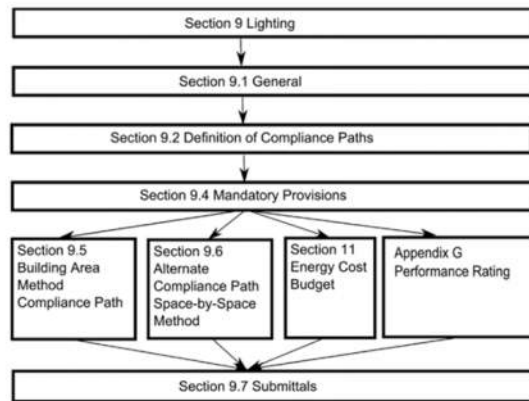 Section 9 Lighting
Section 9.1 General
Section 9.2 Definition of Compliance Paths
Section 9.4 Mandatory Provisions
Section 9.5
Building Area
Method
Compliance Path
Section 9.6
Alternate
Compliance Path
Space-by-Space
Method
Section 11
Energy Cost
Budget
Appendix G
Performance Rating
Section 9.7 Submittals